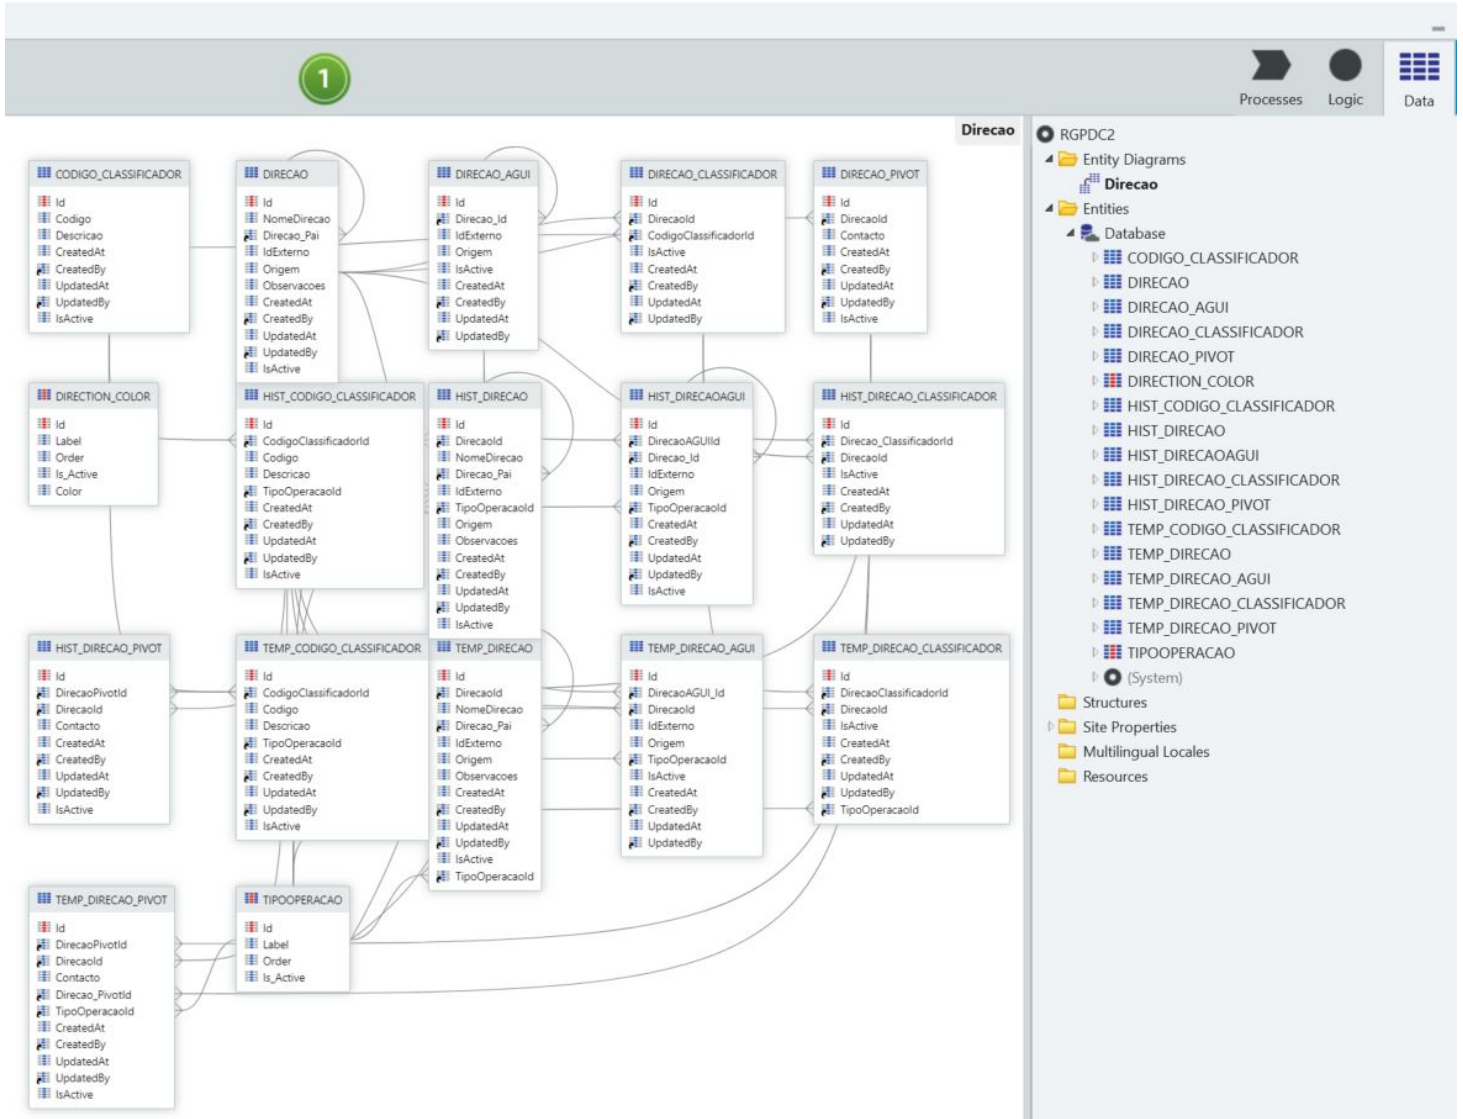 1
Processes
Logic
Data
Direcao
CODIGO_CLASSIFICADOR
Id
Codigo
Descricao
CreatedAt
CreatedBy
UpdatedAt
UpdatedBy
IsActive
DIRECAO
Id
NomeDirecao
Direcao_Pai
IdExterno
Origem
Observacoes
CreatedAt
CreatedBy
UpdatedAt
UpdatedBy
IsActive
DIRECAO_AGUI
Id
Direcao_Id
IdExterno
Origem
IsActive
CreatedAt
CreatedBy
UpdatedAt
UpdatedBy
DIRECAO_CLASSIFICADOR
Id
DirecaoId
CodigoClassificadorId
IsActive
CreatedAt
CreatedBy
UpdatedAt
UpdatedBy
DIRECAO_PIVOT
Id
DirecaoId
Contacto
CreatedAt
CreatedBy
UpdatedAt
UpdatedBy
IsActive
DIRECTION_COLOR
Id
Label
Order
Is_Active
Color
HIST_CODIGO_CLASSIFICADOR
Id
CodigoClassificadorId
Codigo
Descricao
TipoOperacaoId
CreatedAt
CreatedBy
UpdatedAt
UpdatedBy
IsActive
HIST_DIRECAO
Id
DirecaoId
NomeDirecao
Direcao_Pai
IdExterno
TipoOperacaoId
Origem
Observacoes
CreatedAt
CreatedBy
UpdatedAt
UpdatedBy
IsActive
HIST_DIRECAOAGUI
Id
DirecaoAGUIId
Direcao_Id
IdExterno
Origem
TipoOperacaoId
CreatedAt
CreatedBy
UpdatedAt
UpdatedBy
IsActive
HIST_DIRECAO_CLASSIFICADOR
Id
Direcao_ClassificadorId
DirecaoId
IsActive
CreatedAt
CreatedBy
UpdatedAt
UpdatedBy
HIST_DIRECAO_PIVOT
Id
DirecaoPivotId
DirecaoId
Contacto
CreatedAt
CreatedBy
UpdatedAt
UpdatedBy
IsActive
TEMP_CODIGO_CLASSIFICADOR
Id
CodigoClassificadorId
Codigo
Descricao
TipoOperacaoId
CreatedAt
CreatedBy
UpdatedAt
UpdatedBy
IsActive
TEMP_DIRECAO
Id
DirecaoId
NomeDirecao
Direcao_Pai
IdExterno
Origem
Observacoes
CreatedAt
CreatedBy
UpdatedAt
UpdatedBy
IsActive
TipoOperacaoId
TEMP_DIRECAO_AGUI
Id
DirecaoAGUI_Id
DirecaoId
IdExterno
Origem
TipoOperacaoId
IsActive
CreatedAt
CreatedBy
UpdatedAt
UpdatedBy
TEMP_DIRECAO_CLASSIFICADOR
Id
DirecaoClassificadorId
DirecaoId
IsActive
CreatedAt
CreatedBy
UpdatedAt
UpdatedBy
TipoOperacaoId
TEMP_DIRECAO_PIVOT
Id
DirecaoPivotId
DirecaoId
Contacto
Direcao_PivotId
TipoOperacaoId
CreatedAt
CreatedBy
UpdatedAt
UpdatedBy
IsActive
TIPOOPERACAO
Id
Label
Order
Is_Active
RGPDC2
Entity Diagrams
Direcao
Entities
Database
CODIGO_CLASSIFICADOR
DIRECAO
DIRECAO_AGUI
DIRECAO_CLASSIFICADOR
DIRECAO_PIVOT
DIRECTION_COLOR
HIST_CODIGO_CLASSIFICADOR
HIST_DIRECAO
HIST_DIRECAOAGUI
HIST_DIRECAO_CLASSIFICADOR
HIST_DIRECAO_PIVOT
TEMP_CODIGO_CLASSIFICADOR
TEMP_DIRECAO
TEMP_DIRECAO_AGUI
TEMP_DIRECAO_CLASSIFICADOR
TEMP_DIRECAO_PIVOT
TIPOOPERACAO
(System)
Structures
Site Properties
Multilingual Locales
Resources